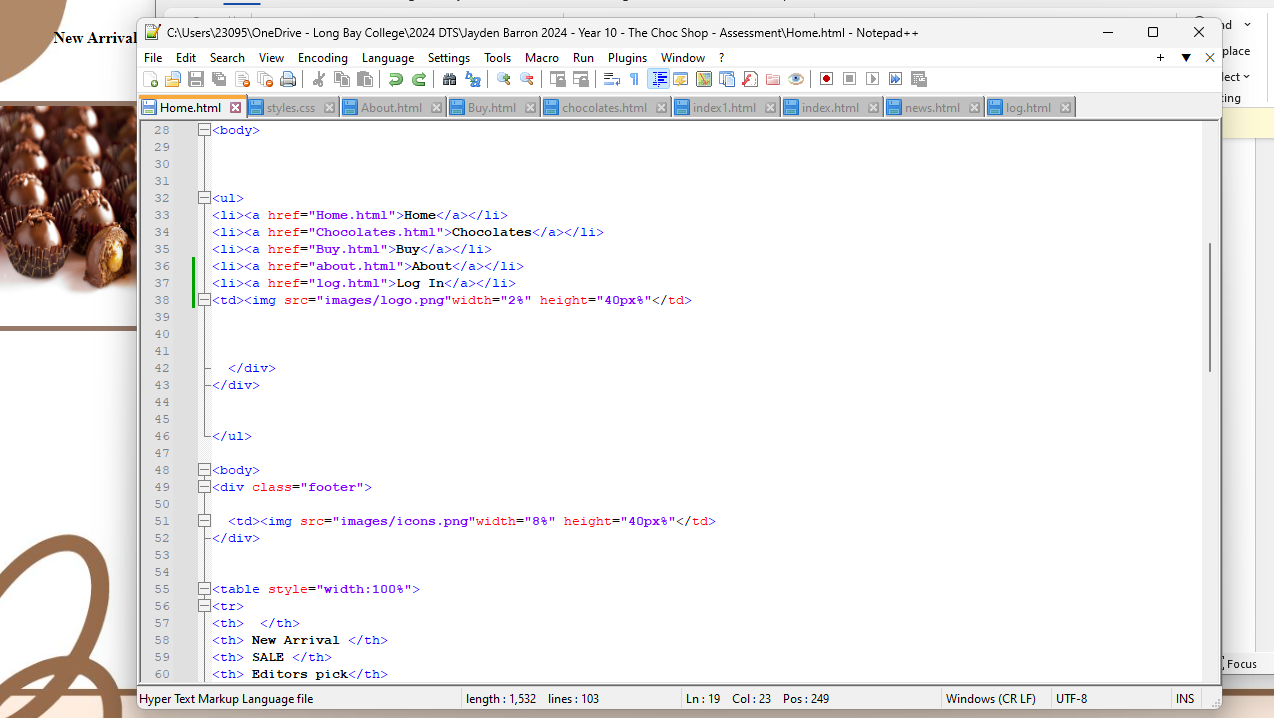 New Arrival
C:\Users\23095\OneDrive - Long Bay College\2024 DTS\Jayden Barron 2024 - Year 10 - The Choc Shop - Assessment\Home.html - Notepad++
File Edit Search View Encoding Language Settings Tools Macro Run Plugins Window ?
Home.html styles.css About.html Buy.html chocolates.html index1.html index.html news.html log.html
28 <body>
29
30
31
32 <ul>
33 <li><a href="Home.html">Home</a></li>
34 <li><a href="Chocolates.html">Chocolates</a></li>
35 <li><a href="Buy.html">Buy</a></li>
36 <li><a href="about.html">About</a></li>
37 <li><a href="log.html">Log In</a></li>
38 <td><img src="images/logo.png"width="2%" height="40px%"</td>
39
40
41
42 </div>
43 </div>
44
45
46 </ul>
47
48 <body>
49 <div class="footer">
50
51 <td><img src="images/icons.png"width="8%" height="40px%"</td>
52 </div>
53
54
55 <table style="width:100%">
56 <tr>
57 <th> </th>
58 <th> New Arrival </th>
59 <th> SALE </th>
60 <th> Editors pick</th>
Hyper Text Markup Language file length : 1,532 lines : 103 Ln : 19 Col : 23 Pos : 249 Windows (CR LF) UTF-8 INS
Focus